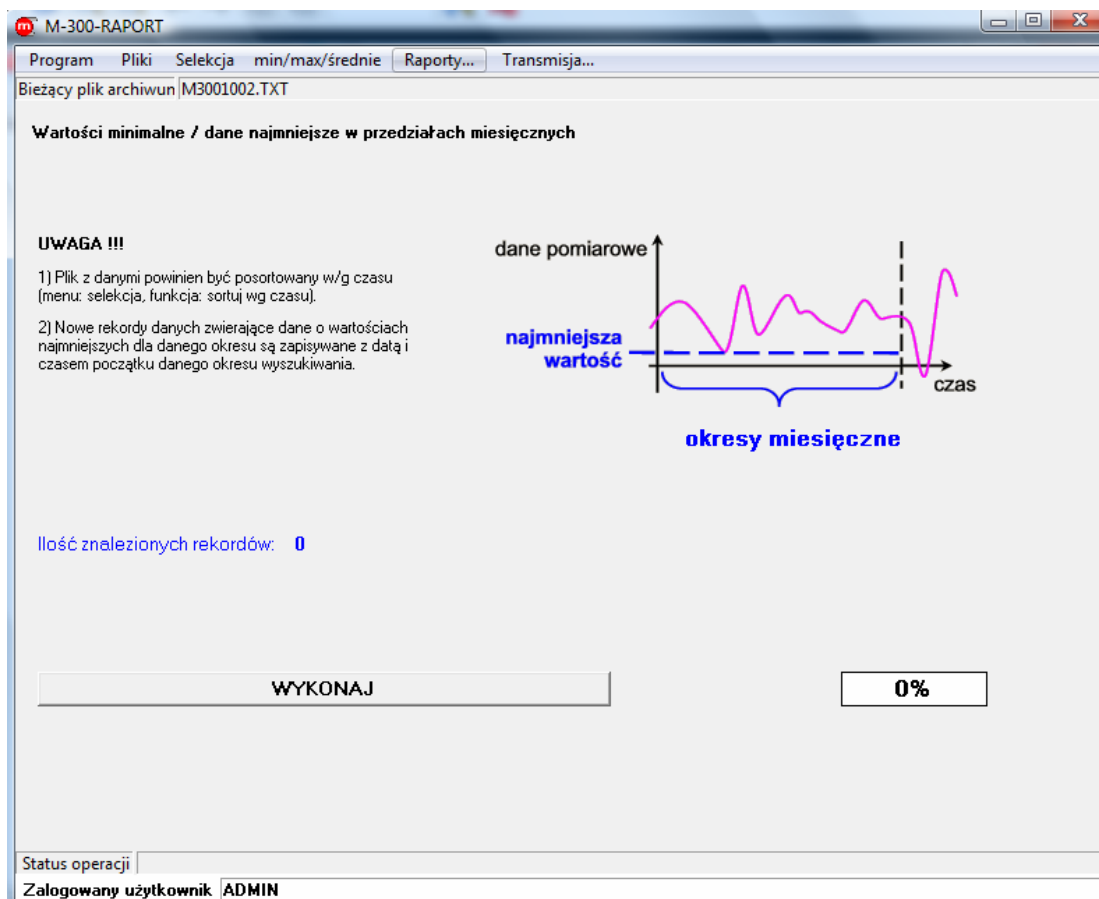 M-300-RAPORT
Program Pliki Selekcja min/max/średnie Raporty... Transmisja...
Bieżący plik archiwun M3001002.TXT
Wartości minimalne / dane najmniejsze w przedziałach miesięcznych
UWAGA !!!
1) Plik z danymi powinien być posortowany w/g czasu
(menu: selekcja, funkcja: sortuj wg czasu).
2) Nowe rekordy danych zwierające dane o wartościach
najmniejszych dla danego okresu są zapisywane z datą i
czasem początku danego okresu wyszukiwania.
dane pomiarowe
najmniejsza
wartość
czas
okresy miesięczne
Ilość znalezionych rekordów: 0
WYKONAJ
0%
Status operacji
Zalogowany użytkownik ADMIN